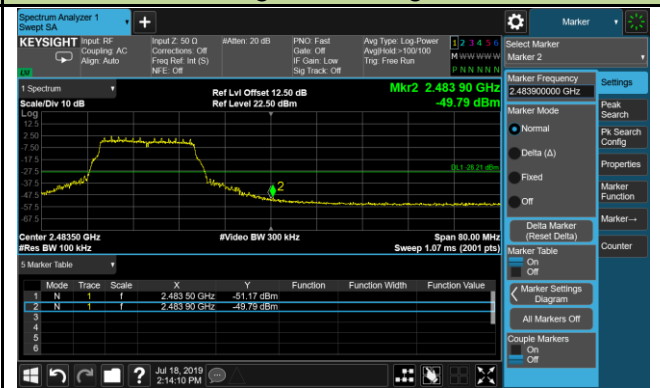 Spectrum Analyzer 1
Swept SA
Marker
KEYSIGHT
Input: RF
Coupling: AC
Align: Auto
Input Z: 50 Ω
Corrections: Off
Freq Ref: Int (S)
NFE: Off
#Atten: 20 dB
PNO: Fast
Gate: Off
IF Gain: Low
Sig Track: Off
Avg Type: Log-Power
Avg|Hold:>100/100
Trig: Free Run
1 2 3 4 5 6
M W W W W W
P N N N N N
LXI
1 Spectrum
Scale/Div 10 dB
Log
Ref Lvl Offset 12.50 dB
Ref Level 22.50 dBm
Mkr2 2.483 90 GHz
-49.79 dBm
12.5
2.50
-7.50
-17.5
-27.5
-37.5
-47.5
-57.5
-67.5
DL1 -28.21 dBm
2
Center 2.48350 GHz
#Res BW 100 kHz
#Video BW 300 kHz
Span 80.00 MHz
Sweep 1.07 ms (2001 pts)
5 Marker Table
Mode Trace Scale X Y Function Function Width Function Value
1 N 1 f 2.483 50 GHz -51.17 dBm
2 N 1 f 2.483 90 GHz -49.79 dBm
3
4
5
6
Select Marker
Marker 2
Marker Frequency
2.483900000 GHz
Marker Mode
Normal
Delta (Δ)
Fixed
Off
Delta Marker
(Reset Delta)
Marker Table
On
Off
Marker Settings
Diagram
All Markers Off
Couple Markers
On
Off
Settings
Peak
Search
Pk Search
Config
Properties
Marker
Function
Marker→
Counter
Jul 18, 2019
2:14:10 PM